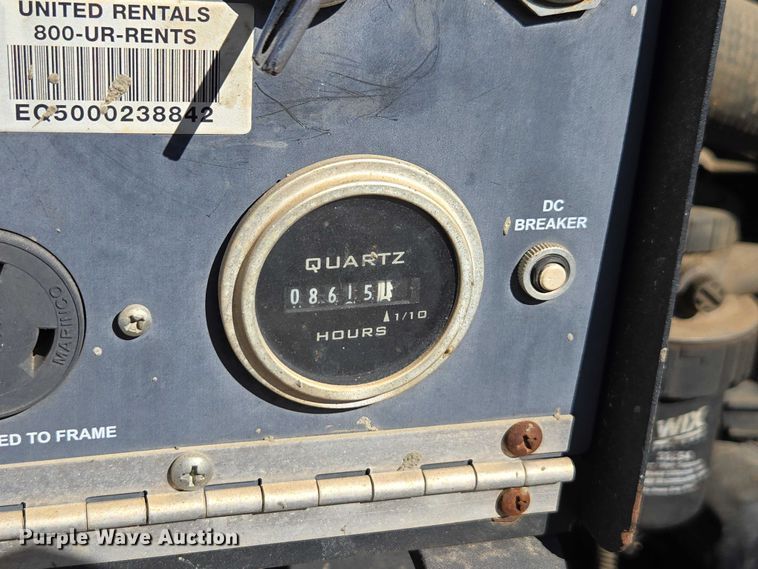 UNITED RENTALS
800-UR-RENTS
EQ5000238842
DC
BREAKER
QUARTZ
08615
1/10
HOURS
MARINCO
ED TO FRAME
WIX
Purple Wave Auction